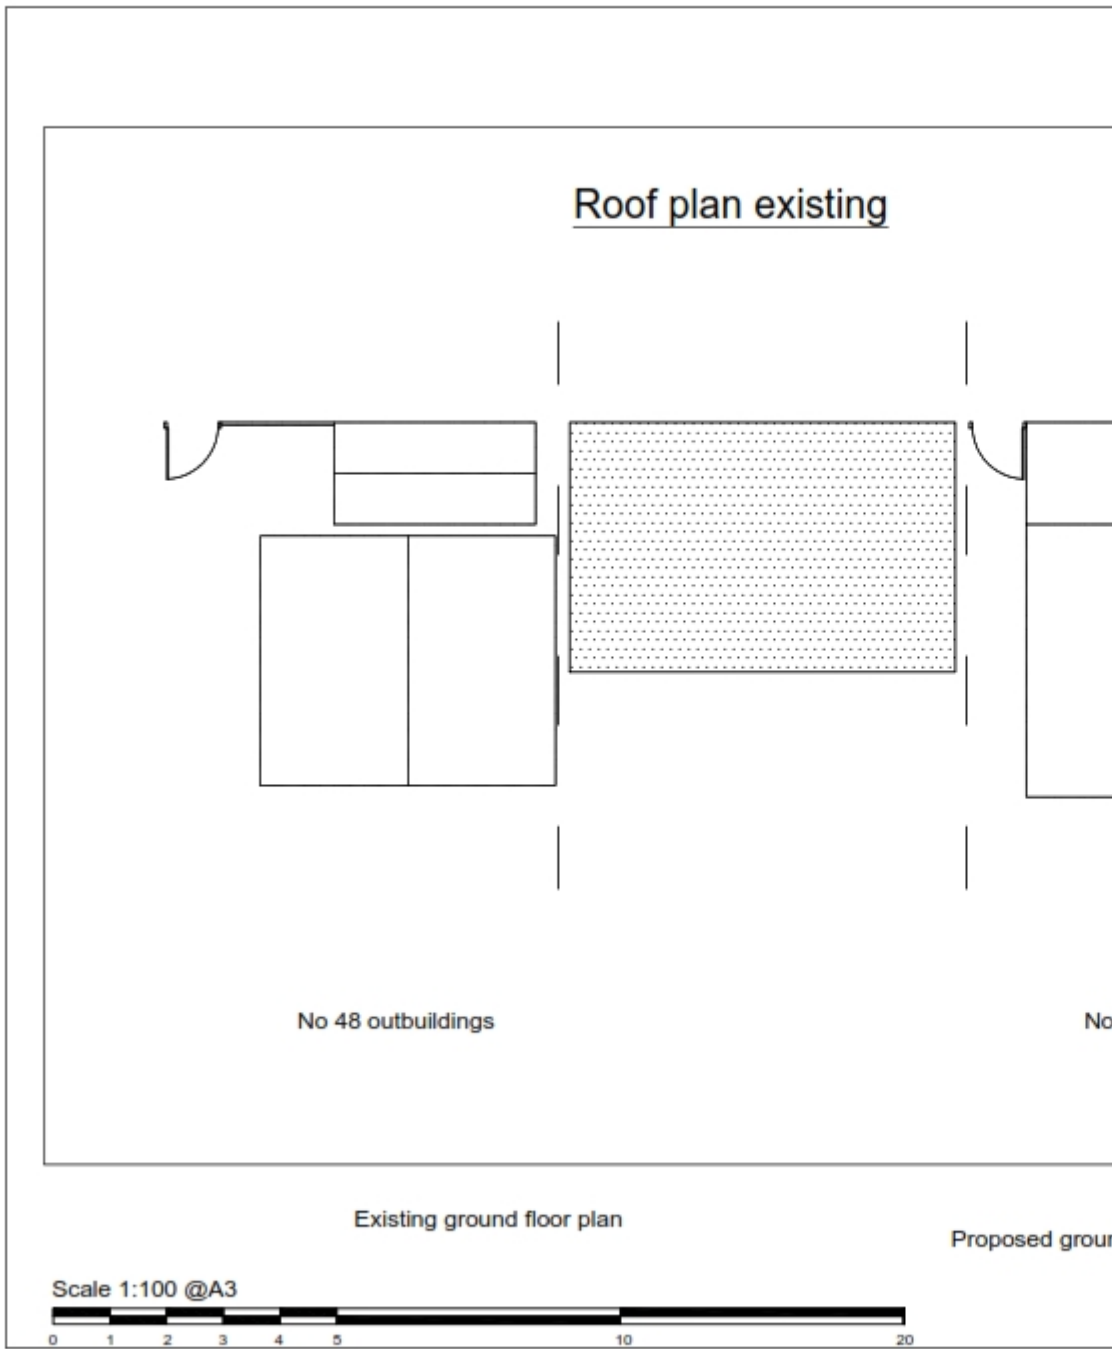 Roof plan existing
No 48 outbuildings
No
Existing ground floor plan
Proposed groun
Scale 1:100 @A3
0 1 2 3 4 5 10 20